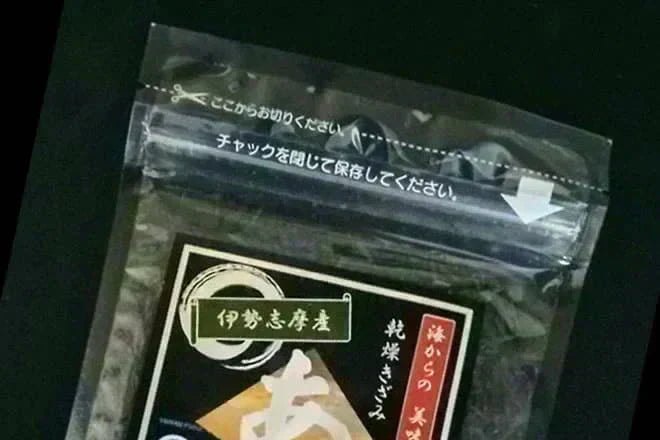 ここからお切りください。
チャックを閉じて保存してください。
伊勢志摩産
海からの 美味
乾燥きざみ
あ